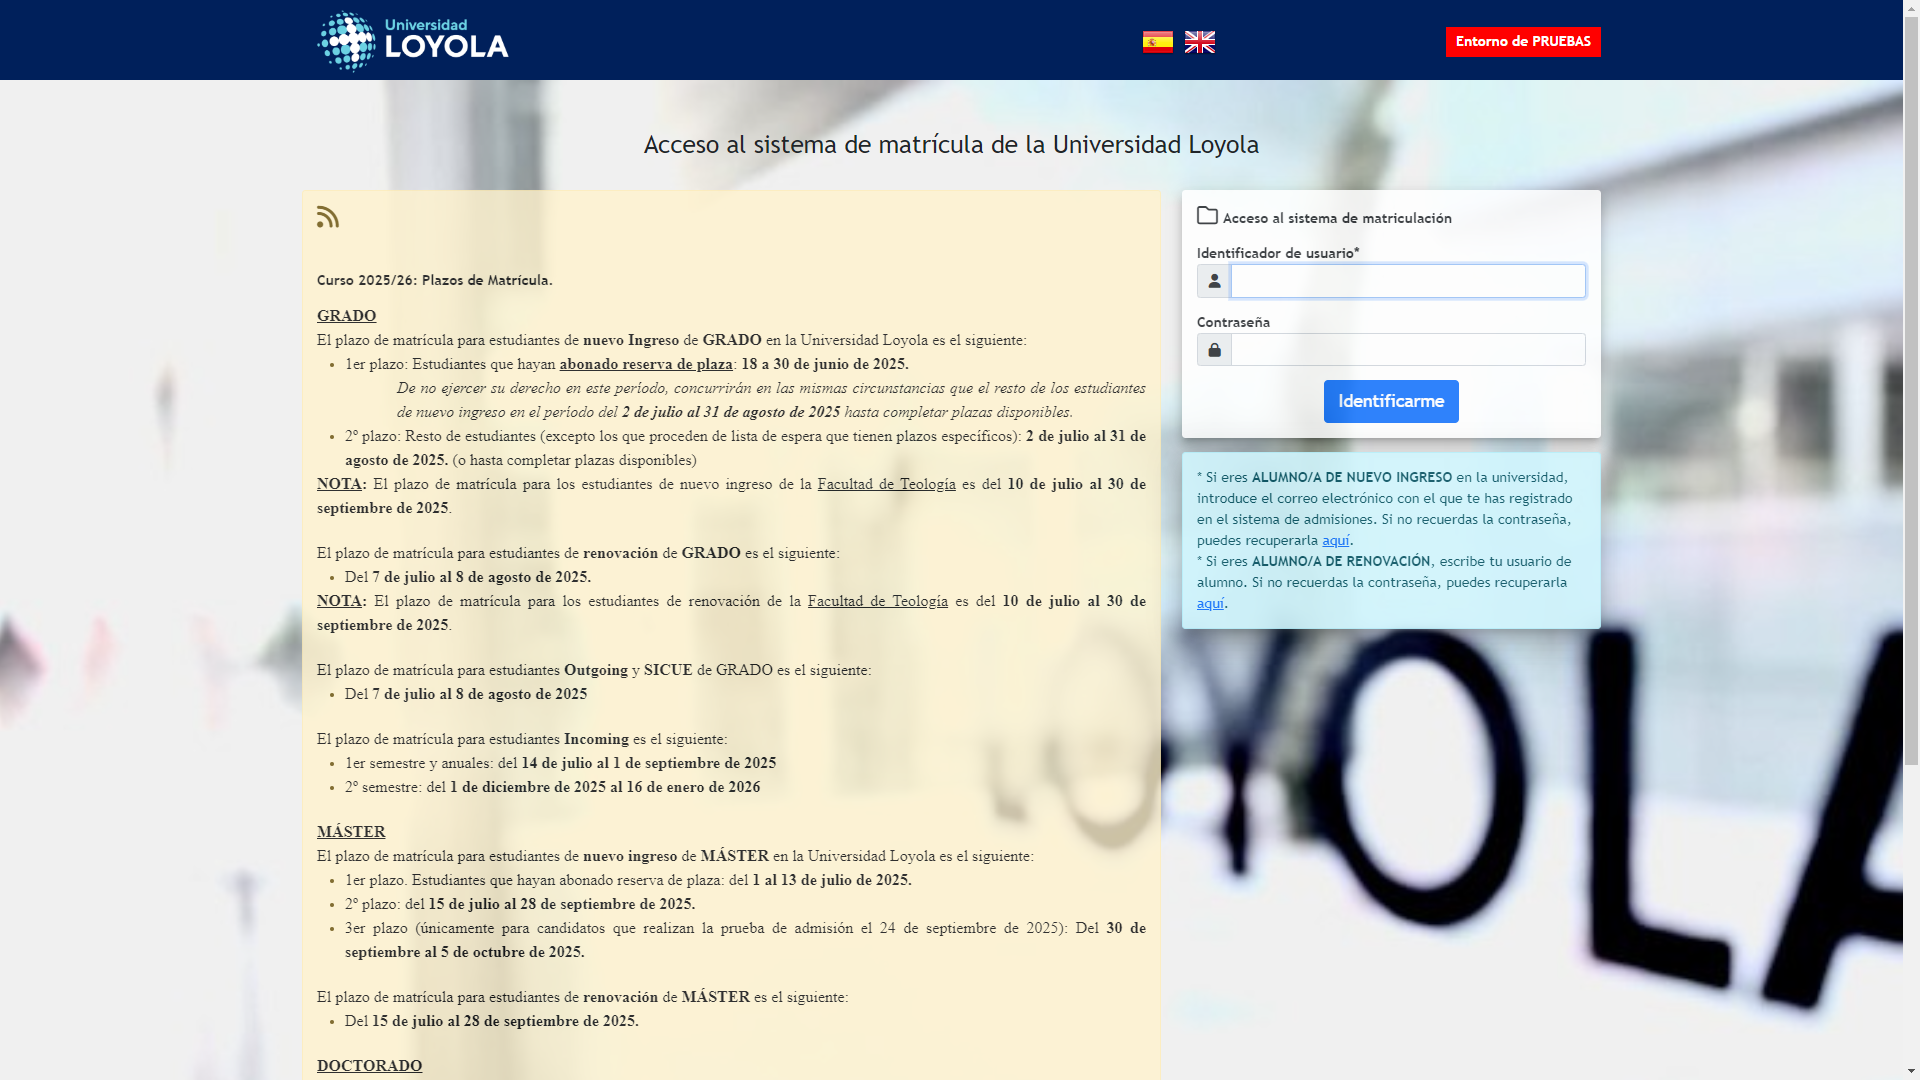 Universidad
LOYOLA
Entorno de PRUEBAS
Acceso al sistema de matrícula de la Universidad Loyola
Curso 2025/26: Plazos de Matrícula.
GRADO
El plazo de matrícula para estudiantes de nuevo Ingreso de GRADO en la Universidad Loyola es el siguiente:
1er plazo: Estudiantes que hayan abonado reserva de plaza: 18 a 30 de junio de 2025.
De no ejercer su derecho en este período, concurrirán en las mismas circunstancias que el resto de los estudiantes
de nuevo ingreso en el período del 2 de julio al 31 de agosto de 2025 hasta completar plazas disponibles.
2º plazo: Resto de estudiantes (excepto los que proceden de lista de espera que tienen plazos específicos): 2 de julio al 31 de
agosto de 2025. (o hasta completar plazas disponibles)
NOTA: El plazo de matrícula para los estudiantes de nuevo ingreso de la Facultad de Teología es del 10 de julio al 30 de
septiembre de 2025.
El plazo de matrícula para estudiantes de renovación de GRADO es el siguiente:
Del 7 de julio al 8 de agosto de 2025.
NOTA: El plazo de matrícula para los estudiantes de renovación de la Facultad de Teología es del 10 de julio al 30 de
septiembre de 2025.
El plazo de matrícula para estudiantes Outgoing y SICUE de GRADO es el siguiente:
Del 7 de julio al 8 de agosto de 2025
El plazo de matrícula para estudiantes Incoming es el siguiente:
1er semestre y anuales: del 14 de julio al 1 de septiembre de 2025
2º semestre: del 1 de diciembre de 2025 al 16 de enero de 2026
MÁSTER
El plazo de matrícula para estudiantes de nuevo ingreso de MÁSTER en la Universidad Loyola es el siguiente:
1er plazo. Estudiantes que hayan abonado reserva de plaza: del 1 al 13 de julio de 2025.
2º plazo: del 15 de julio al 28 de septiembre de 2025.
3er plazo (únicamente para candidatos que realizan la prueba de admisión el 24 de septiembre de 2025): Del 30 de
septiembre al 5 de octubre de 2025.
El plazo de matrícula para estudiantes de renovación de MÁSTER es el siguiente:
Del 15 de julio al 28 de septiembre de 2025.
DOCTORADO
Acceso al sistema de matriculación
Identificador de usuario*
Contraseña
Identificarme
* Si eres ALUMNO/A DE NUEVO INGRESO en la universidad,
introduce el correo electrónico con el que te has registrado
en el sistema de admisiones. Si no recuerdas la contraseña,
puedes recuperarla aquí.
* Si eres ALUMNO/A DE RENOVACIÓN, escribe tu usuario de
alumno. Si no recuerdas la contraseña, puedes recuperarla
aquí.
LOYOLA